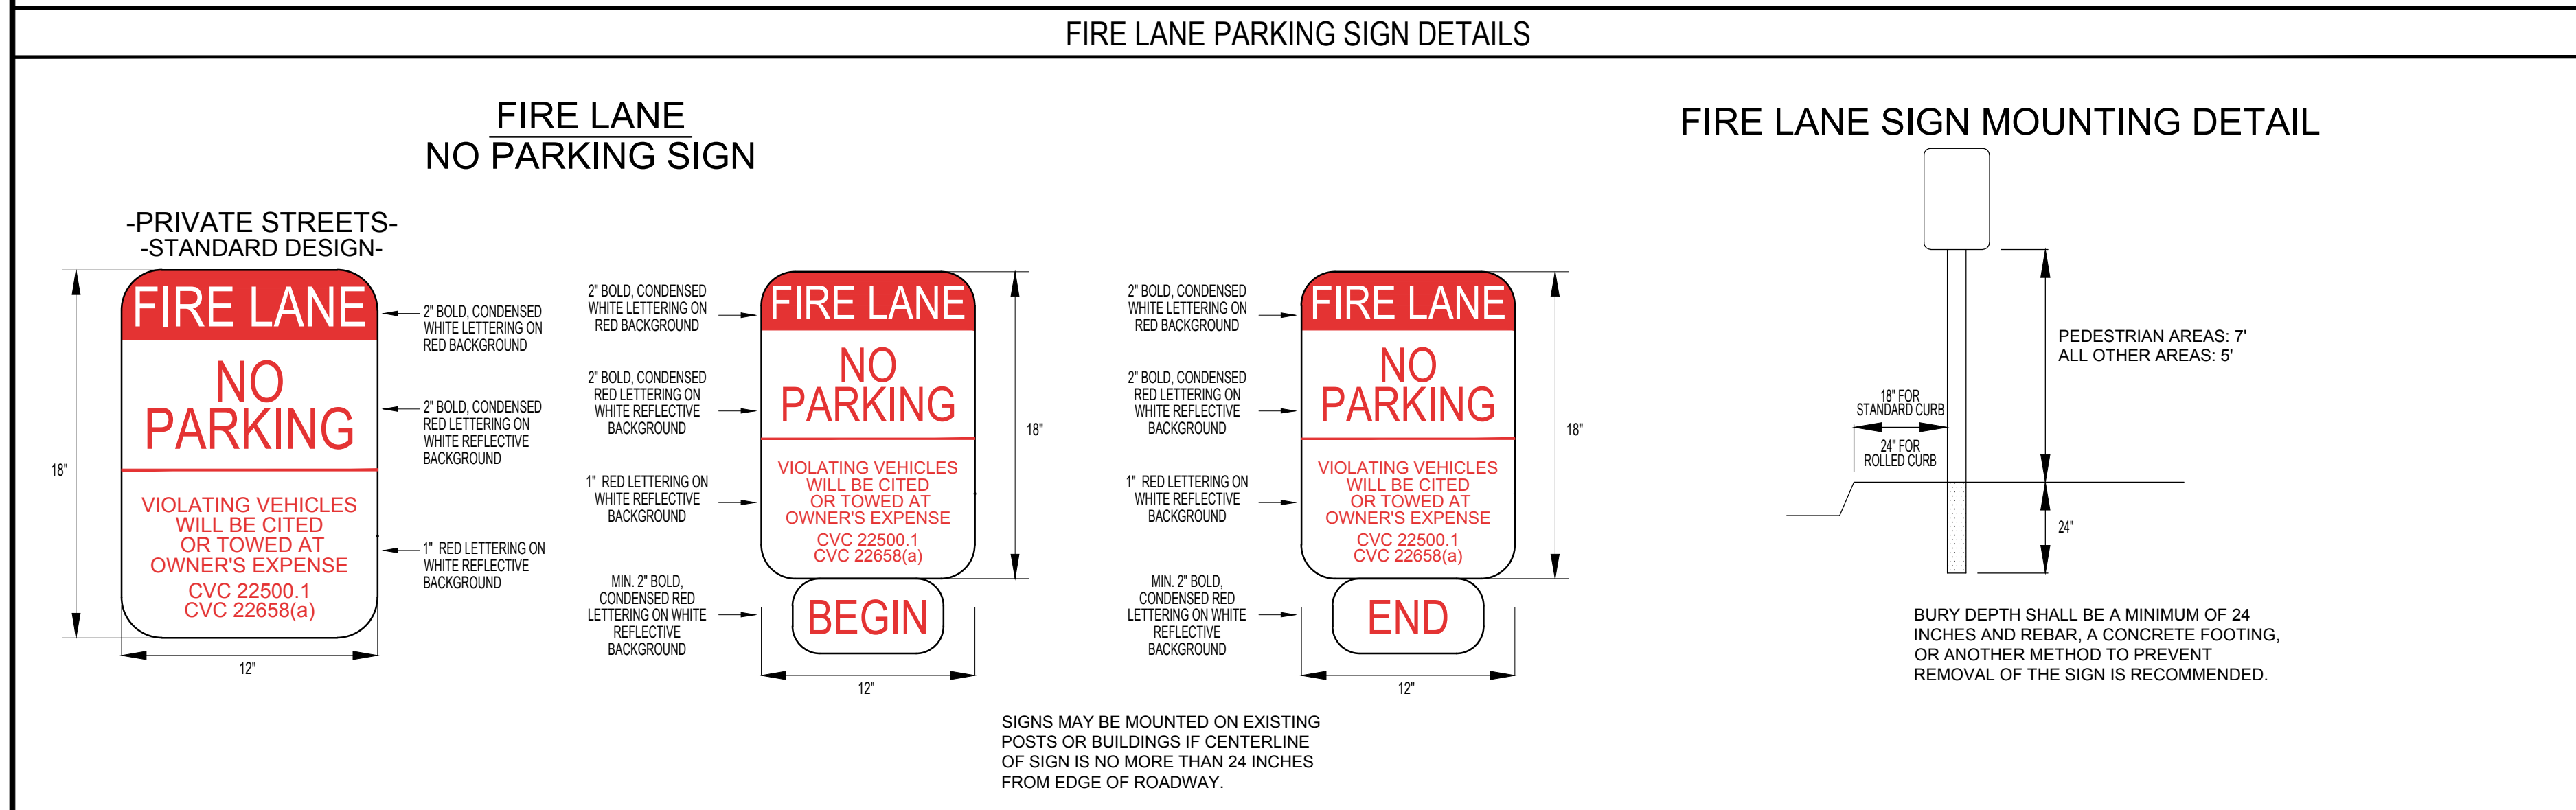 FIRE LANE PARKING SIGN DETAILS
FIRE LANE
NO PARKING SIGN
-PRIVATE STREETS-
-STANDARD DESIGN-
18"
FIRE LANE
NO
PARKING
VIOLATING VEHICLES
WILL BE CITED
OR TOWED AT
OWNER'S EXPENSE
CVC 22500.1
CVC 22658(a)
12"
2" BOLD, CONDENSED
WHITE LETTERING ON
RED BACKGROUND
2" BOLD, CONDENSED
RED LETTERING ON
WHITE REFLECTIVE
BACKGROUND
1" RED LETTERING ON
WHITE REFLECTIVE
BACKGROUND
2" BOLD, CONDENSED
WHITE LETTERING ON
RED BACKGROUND
2" BOLD, CONDENSED
RED LETTERING ON
WHITE REFLECTIVE
BACKGROUND
1" RED LETTERING ON
WHITE REFLECTIVE
BACKGROUND
MIN. 2" BOLD,
CONDENSED RED
LETTERING ON WHITE
REFLECTIVE
BACKGROUND
FIRE LANE
NO
PARKING
VIOLATING VEHICLES
WILL BE CITED
OR TOWED AT
OWNER'S EXPENSE
CVC 22500.1
CVC 22658(a)
BEGIN
18"
12"
2" BOLD, CONDENSED
WHITE LETTERING ON
RED BACKGROUND
2" BOLD, CONDENSED
RED LETTERING ON
WHITE REFLECTIVE
BACKGROUND
1" RED LETTERING ON
WHITE REFLECTIVE
BACKGROUND
MIN. 2" BOLD,
CONDENSED RED
LETTERING ON WHITE
REFLECTIVE
BACKGROUND
FIRE LANE
NO
PARKING
VIOLATING VEHICLES
WILL BE CITED
OR TOWED AT
OWNER'S EXPENSE
CVC 22500.1
CVC 22658(a)
END
18"
12"
SIGNS MAY BE MOUNTED ON EXISTING
POSTS OR BUILDINGS IF CENTERLINE
OF SIGN IS NO MORE THAN 24 INCHES
FROM EDGE OF ROADWAY.
FIRE LANE SIGN MOUNTING DETAIL
PEDESTRIAN AREAS: 7'
ALL OTHER AREAS: 5'
18" FOR
STANDARD CURB
24" FOR
ROLLED CURB
24"
BURY DEPTH SHALL BE A MINIMUM OF 24
INCHES AND REBAR, A CONCRETE FOOTING,
OR ANOTHER METHOD TO PREVENT
REMOVAL OF THE SIGN IS RECOMMENDED.